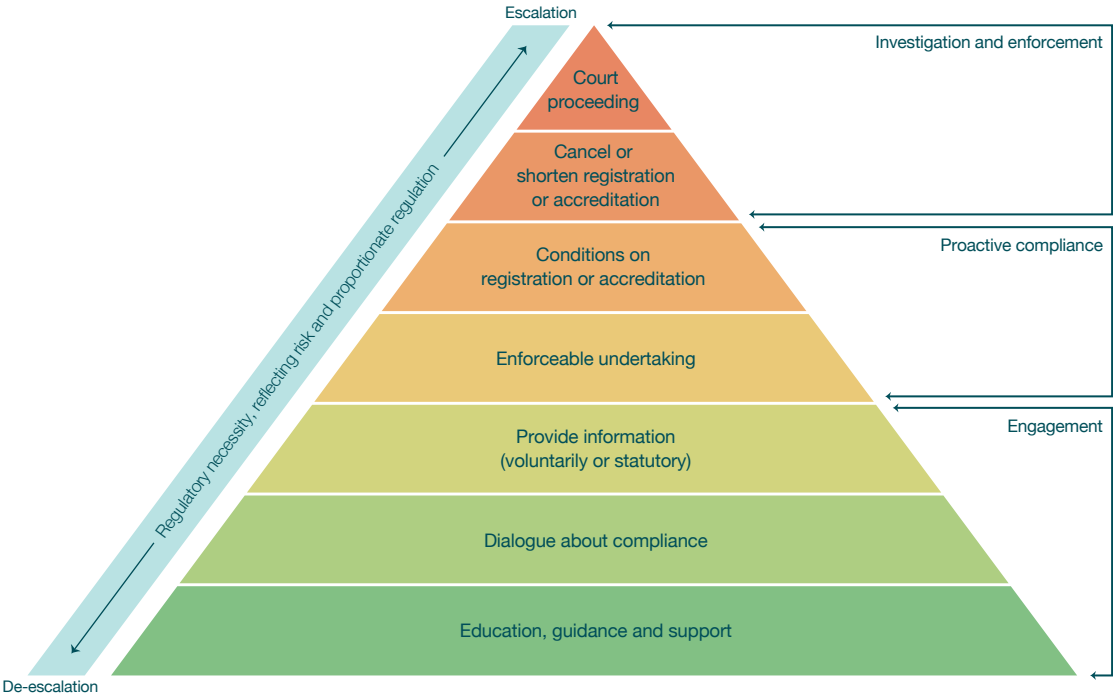 Escalation
Investigation and enforcement
Court
proceeding
Cancel or
shorten registration
or accreditation
Proactive compliance
Conditions on
registration or accreditation
Regulatory necessity, reflecting risk and proportionate regulation
Enforceable undertaking
Engagement
Provide information
(voluntarily or statutory)
Dialogue about compliance
Education, guidance and support
De-escalation